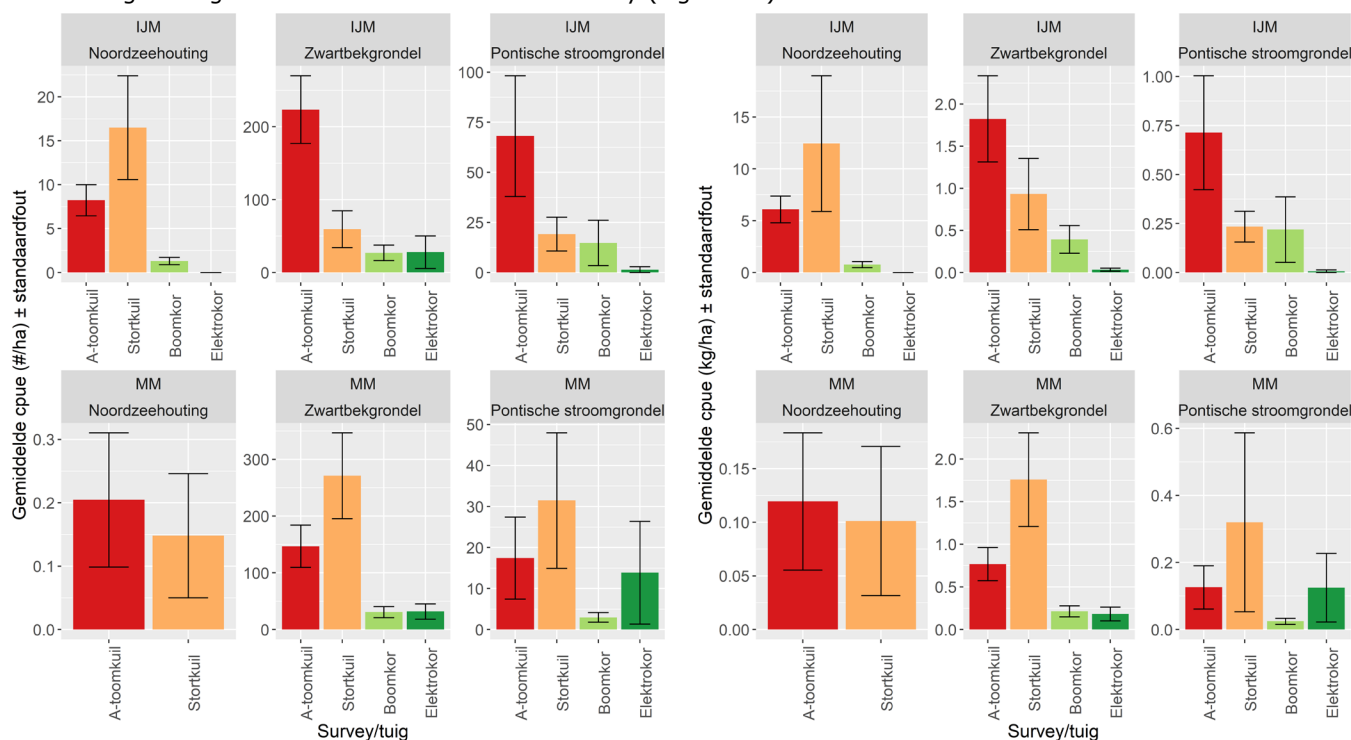 Gemiddelde cpue (#/ha) ± standaardfout
IJM
Noordzeehouting
20
15
10
5
0
A-toomkuil
Stortkuil
Boomkor
Elektrokor
IJM
Zwartbekgrondel
200
100
0
A-toomkuil
Stortkuil
Boomkor
Elektrokor
IJM
Pontische stroomgrondel
100
75
50
25
0
A-toomkuil
Stortkuil
Boomkor
Elektrokor
MM
Noordzeehouting
0.3
0.2
0.1
0.0
A-toomkuil
Stortkuil
MM
Zwartbekgrondel
300
200
100
0
A-toomkuil
Stortkuil
Boomkor
Elektrokor
MM
Pontische stroomgrondel
50
40
30
20
10
0
A-toomkuil
Stortkuil
Boomkor
Elektrokor
Survey/tuig
Gemiddelde cpue (kg/ha) ± standaardfout
IJM
Noordzeehouting
15
10
5
0
A-toomkuil
Stortkuil
Boomkor
Elektrokor
IJM
Zwartbekgrondel
2.0
1.5
1.0
0.5
0.0
A-toomkuil
Stortkuil
Boomkor
Elektrokor
IJM
Pontische stroomgrondel
1.00
0.75
0.50
0.25
0.00
A-toomkuil
Stortkuil
Boomkor
Elektrokor
MM
Noordzeehouting
0.15
0.10
0.05
0.00
A-toomkuil
Stortkuil
MM
Zwartbekgrondel
2.0
1.5
1.0
0.5
0.0
A-toomkuil
Stortkuil
Boomkor
Elektrokor
MM
Pontische stroomgrondel
0.6
0.4
0.2
0.0
A-toomkuil
Stortkuil
Boomkor
Elektrokor
Survey/tuig